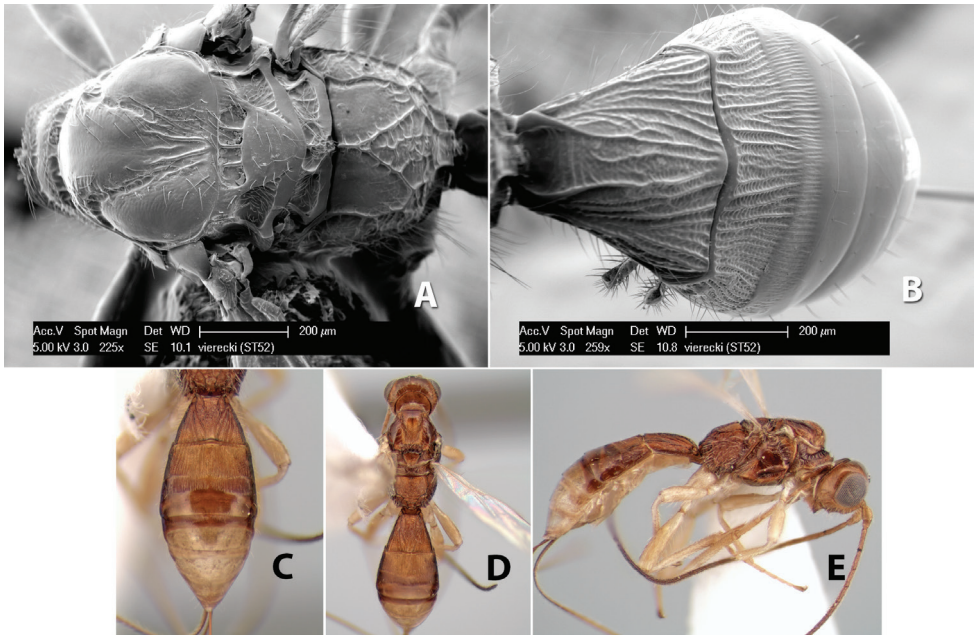 A
Acc.V Spot Magn Det WD 200 µm
5.00 kV 3.0 225x SE 10.1 vierecki (ST52)
B
Acc.V Spot Magn Det WD 200 µm
5.00 kV 3.0 259x SE 10.8 vierecki (ST52)
C
D
E